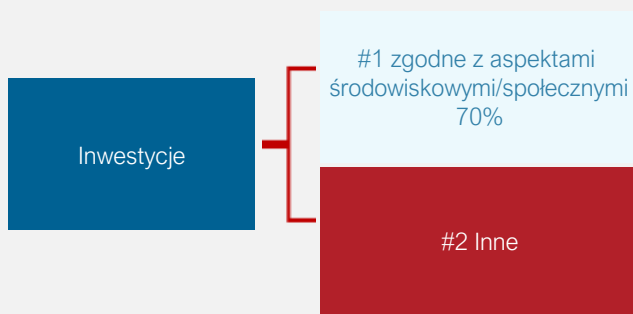 Inwestycje
#1 zgodne z aspektami
środowiskowymi/społecznymi
70%
#2 Inne